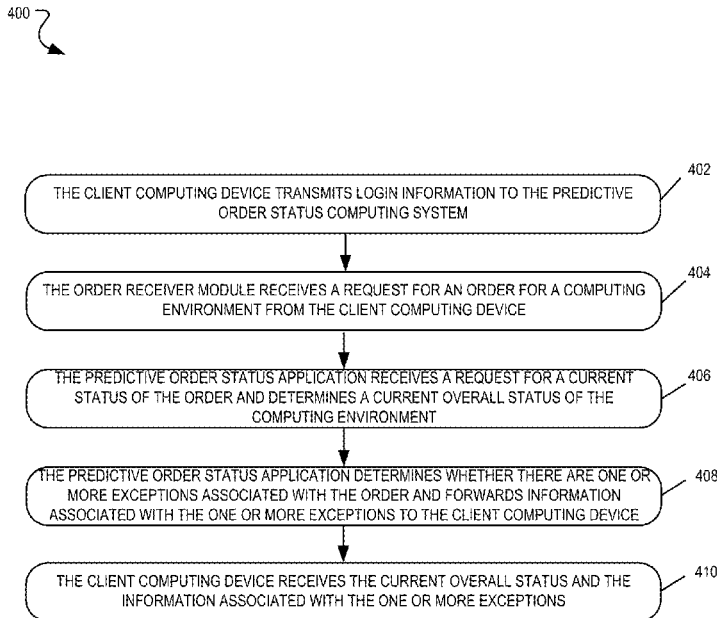 400
402
THE CLIENT COMPUTING DEVICE TRANSMITS LOGIN INFORMATION TO THE PREDICTIVE
ORDER STATUS COMPUTING SYSTEM
404
THE ORDER RECEIVER MODULE RECEIVES A REQUEST FOR AN ORDER FOR A COMPUTING
ENVIRONMENT FROM THE CLIENT COMPUTING DEVICE
406
THE PREDICTIVE ORDER STATUS APPLICATION RECEIVES A REQUEST FOR A CURRENT
STATUS OF THE ORDER AND DETERMINES A CURRENT OVERALL STATUS OF THE
COMPUTING ENVIRONMENT
408
THE PREDICTIVE ORDER STATUS APPLICATION DETERMINES WHETHER THERE ARE ONE OR
MORE EXCEPTIONS ASSOCIATED WITH THE ORDER AND FORWARDS INFORMATION
ASSOCIATED WITH THE ONE OR MORE EXCEPTIONS TO THE CLIENT COMPUTING DEVICE
410
THE CLIENT COMPUTING DEVICE RECEIVES THE CURRENT OVERALL STATUS AND THE
INFORMATION ASSOCIATED WITH THE ONE OR MORE EXCEPTIONS